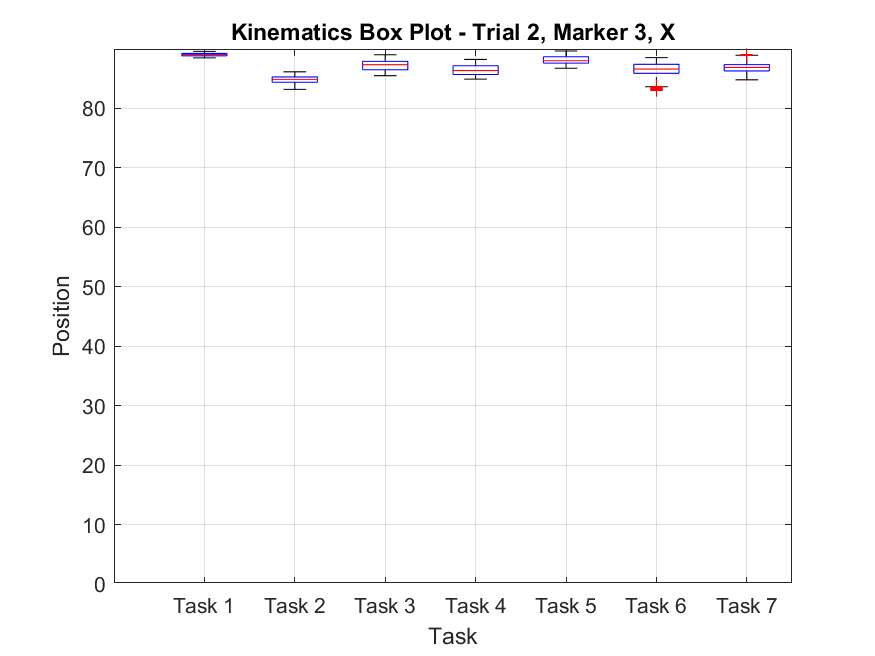 Kinematics Box Plot - Trial 2, Marker 3, X
Position
80
70
60
50
40
30
20
10
0
Task 1 Task 2 Task 3 Task 4 Task 5 Task 6 Task 7
Task